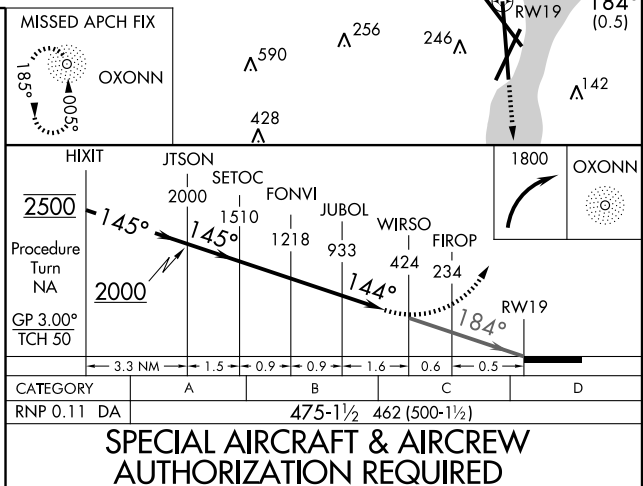 MISSED APCH FIX
OXONN
185°
005°
590
256
246
428
142
RW19
184°
(0.5)
HIXIT
JTSON
SETOC
FONVI
JUBOL
WIRSO
FIROP
RW19
2500
2000
1510
1218
933
424
234
145°
145°
144°
184°
Procedure
Turn
NA
2000
GP 3.00°
TCH 50
1800
OXONN
3.3 NM 1.5 0.9 0.9 1.6 0.6 0.5
CATEGORY A B C D
RNP 0.11 DA 475-1½ 462 (500-1½)
SPECIAL AIRCRAFT & AIRCREW
AUTHORIZATION REQUIRED